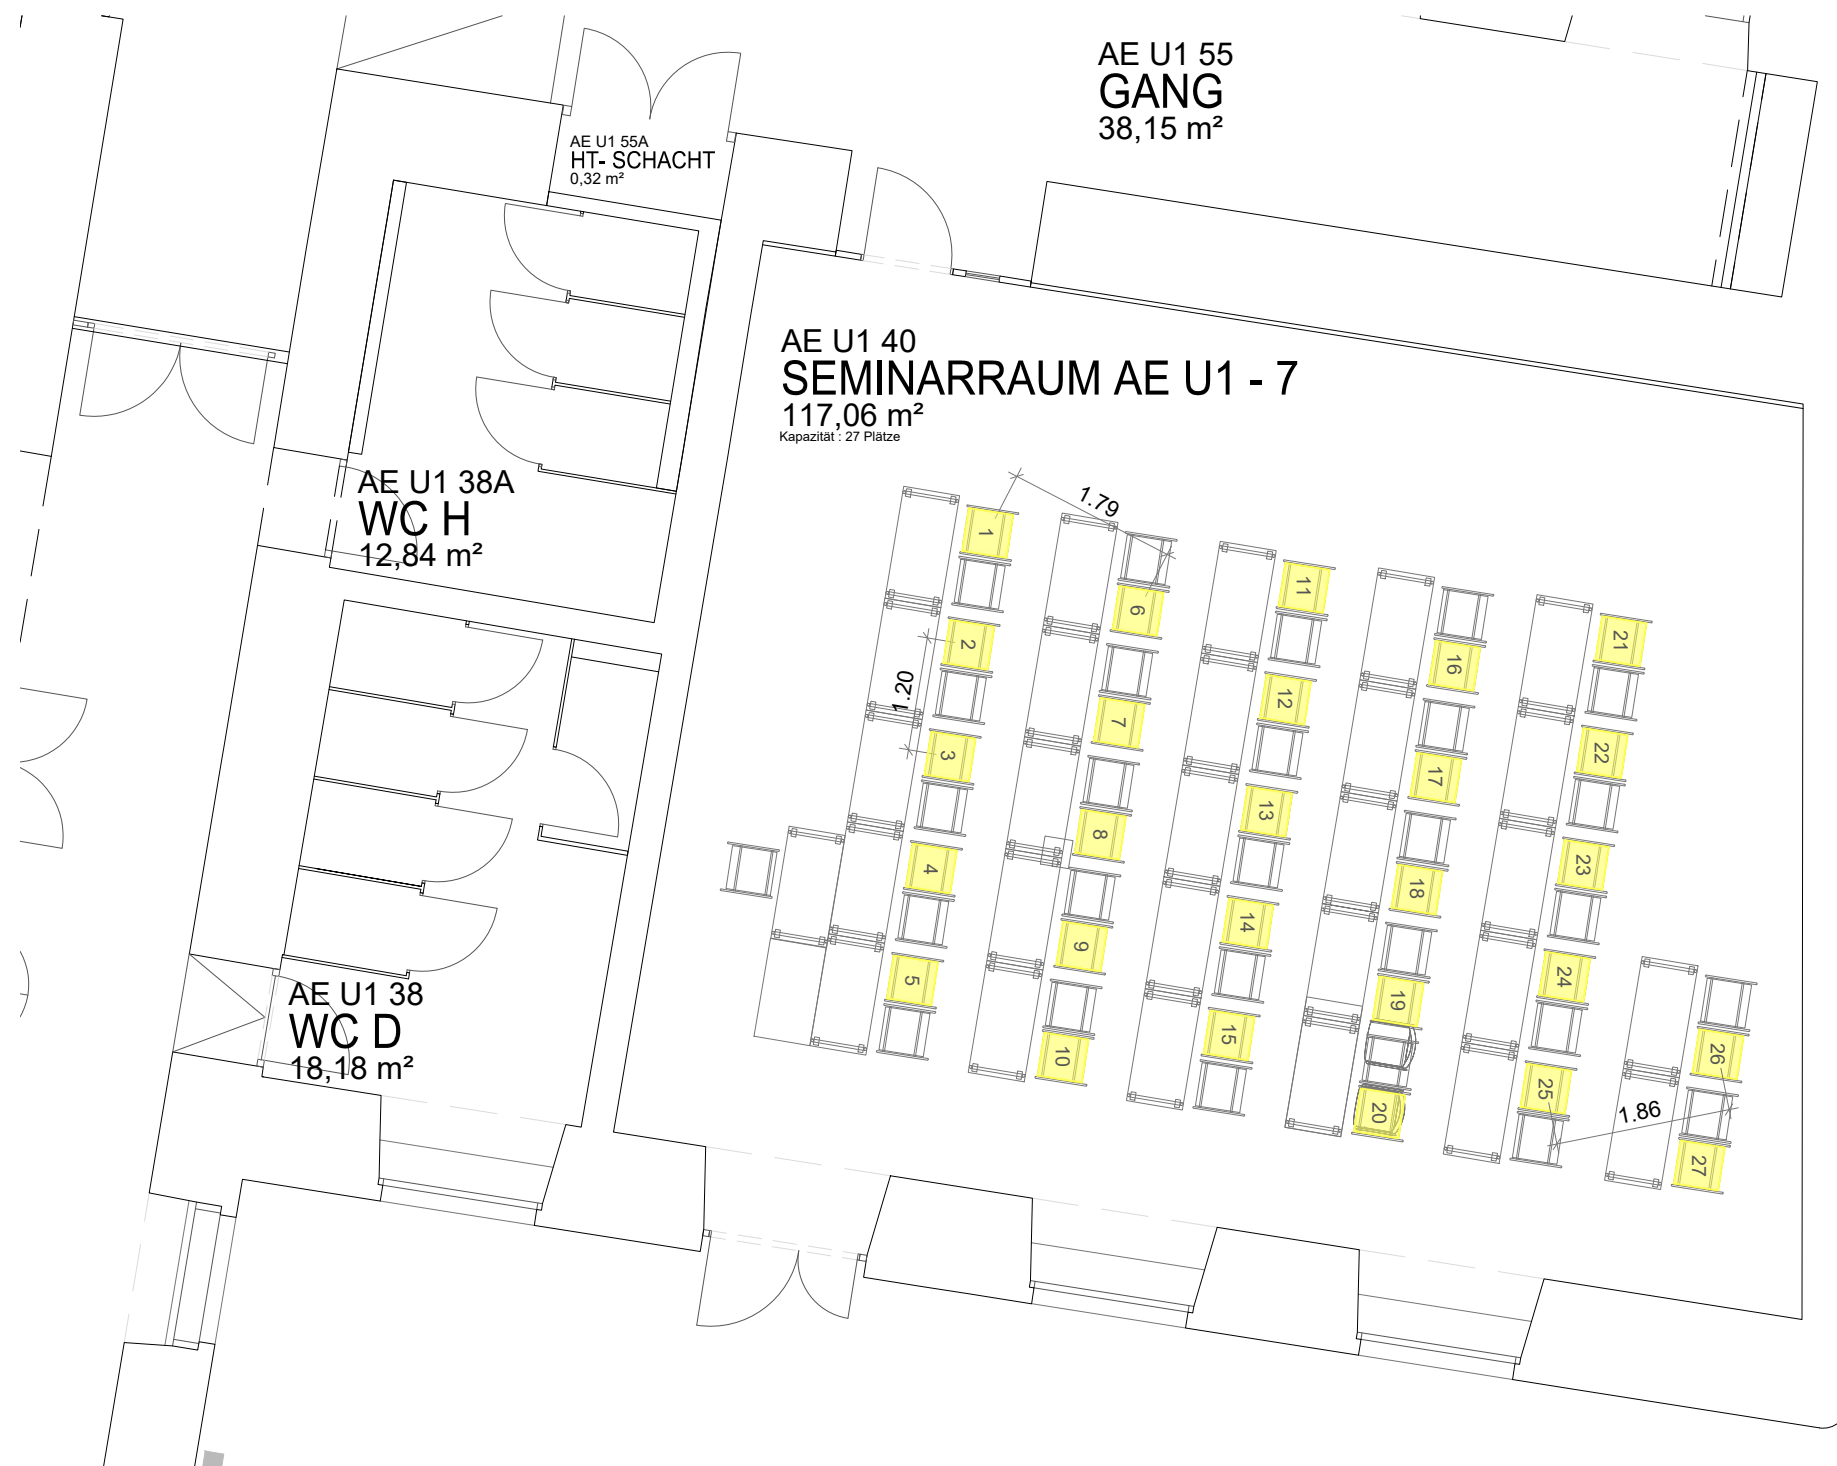 AE U1 55
GANG
38,15 m²
AE U1 55A
HT- SCHACHT
0,32 m²
AE U1 40
SEMINARRAUM AE U1 - 7
117,06 m²
Kapazität : 27 Plätze
AE U1 38A
WC H
12,84 m²
AE U1 38
WC D
18,18 m²
1.79
1.20
1.86
1
2
3
4
5
6
7
8
9
10
11
12
13
14
15
16
17
18
19
20
21
22
23
24
25
26
27